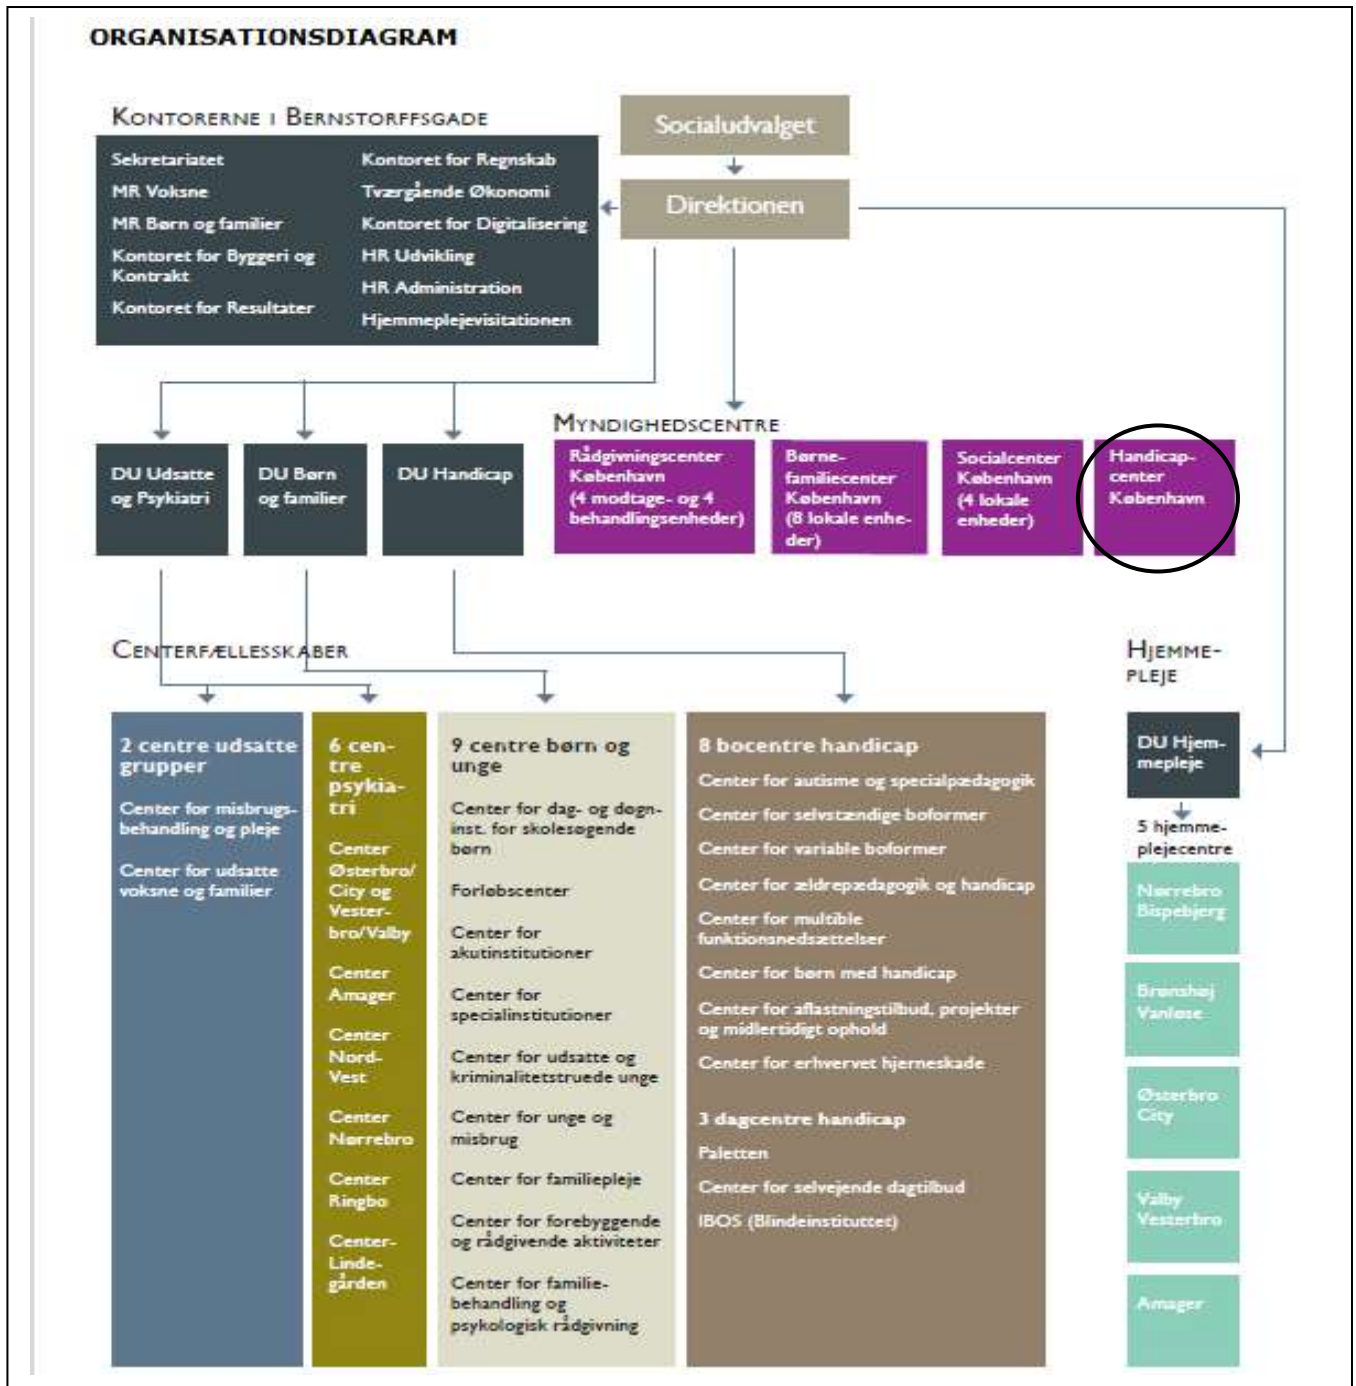 ORGANISATIONSDIAGRAM
KONTORERNE I BERNSTORFFSGADE
Sekretariatet
MR Voksne
MR Børn og familier
Kontoret for Byggeri og
Kontrakt
Kontoret for Resultater
Kontoret for Regnskab
Tværgående Økonomi
Kontoret for Digitalisering
HR Udvikling
HR Administration
Hjemmeplejevisitationen
Socialudvalget
Direktionen
DU Udsatte
og Psykiatri
DU Børn
og familier
DU Handicap
MYNDIGHEDSCENTRE
Rådgivningscenter
København
(4 modtage- og 4
behandlingsenheder)
Børne-
familiecenter
København
(8 lokale enhe-
der)
Socialcenter
København
(4 lokale
enheder)
Handicap-
center
København
CENTERFÆLLESSKABER
2 centre udsatte
grupper
Center for misbrugs-
behandling og pleje
Center for udsatte
voksne og familier
6 cen-
tre
psykia-
tri
Center
Østerbro/
City og
Vester-
bro/Valby
Center
Amager
Center
Nord-
Vest
Center
Nørrebro
Center
Ringbo
Center-
Linde-
gården
9 centre børn og
unge
Center for dag- og døgn-
inst. for skolesøgende
børn
Forløbscenter
Center for
akutinstitutioner
Center for
specialinstitutioner
Center for udsatte og
kriminalitetstruede unge
Center for unge og
misbrug
Center for familiepleje
Center for forebyggende
og rådgivende aktiviteter
Center for familie-
behandling og
psykologisk rådgivning
8 bocentre handicap
Center for autisme og specialpædagogik
Center for selvstændige boformer
Center for variable boformer
Center for ældrepædagogik og handicap
Center for multible
funktionsnedsættelser
Center for børn med handicap
Center for aflastningstilbud, projekter
og midlertidigt ophold
Center for erhvervet hjerneskade
3 dagcentre handicap
Paletten
Center for selvejende dagtilbud
IBOS (Blindeinstituttet)
HJEMME-
PLEJE
DU Hjem-
mepleje
5 hjemme-
plejecentre
Nørrebro
Bispebjerg
Brønshøj
Vanløse
Østerbro
City
Valby
Vesterbro
Amager